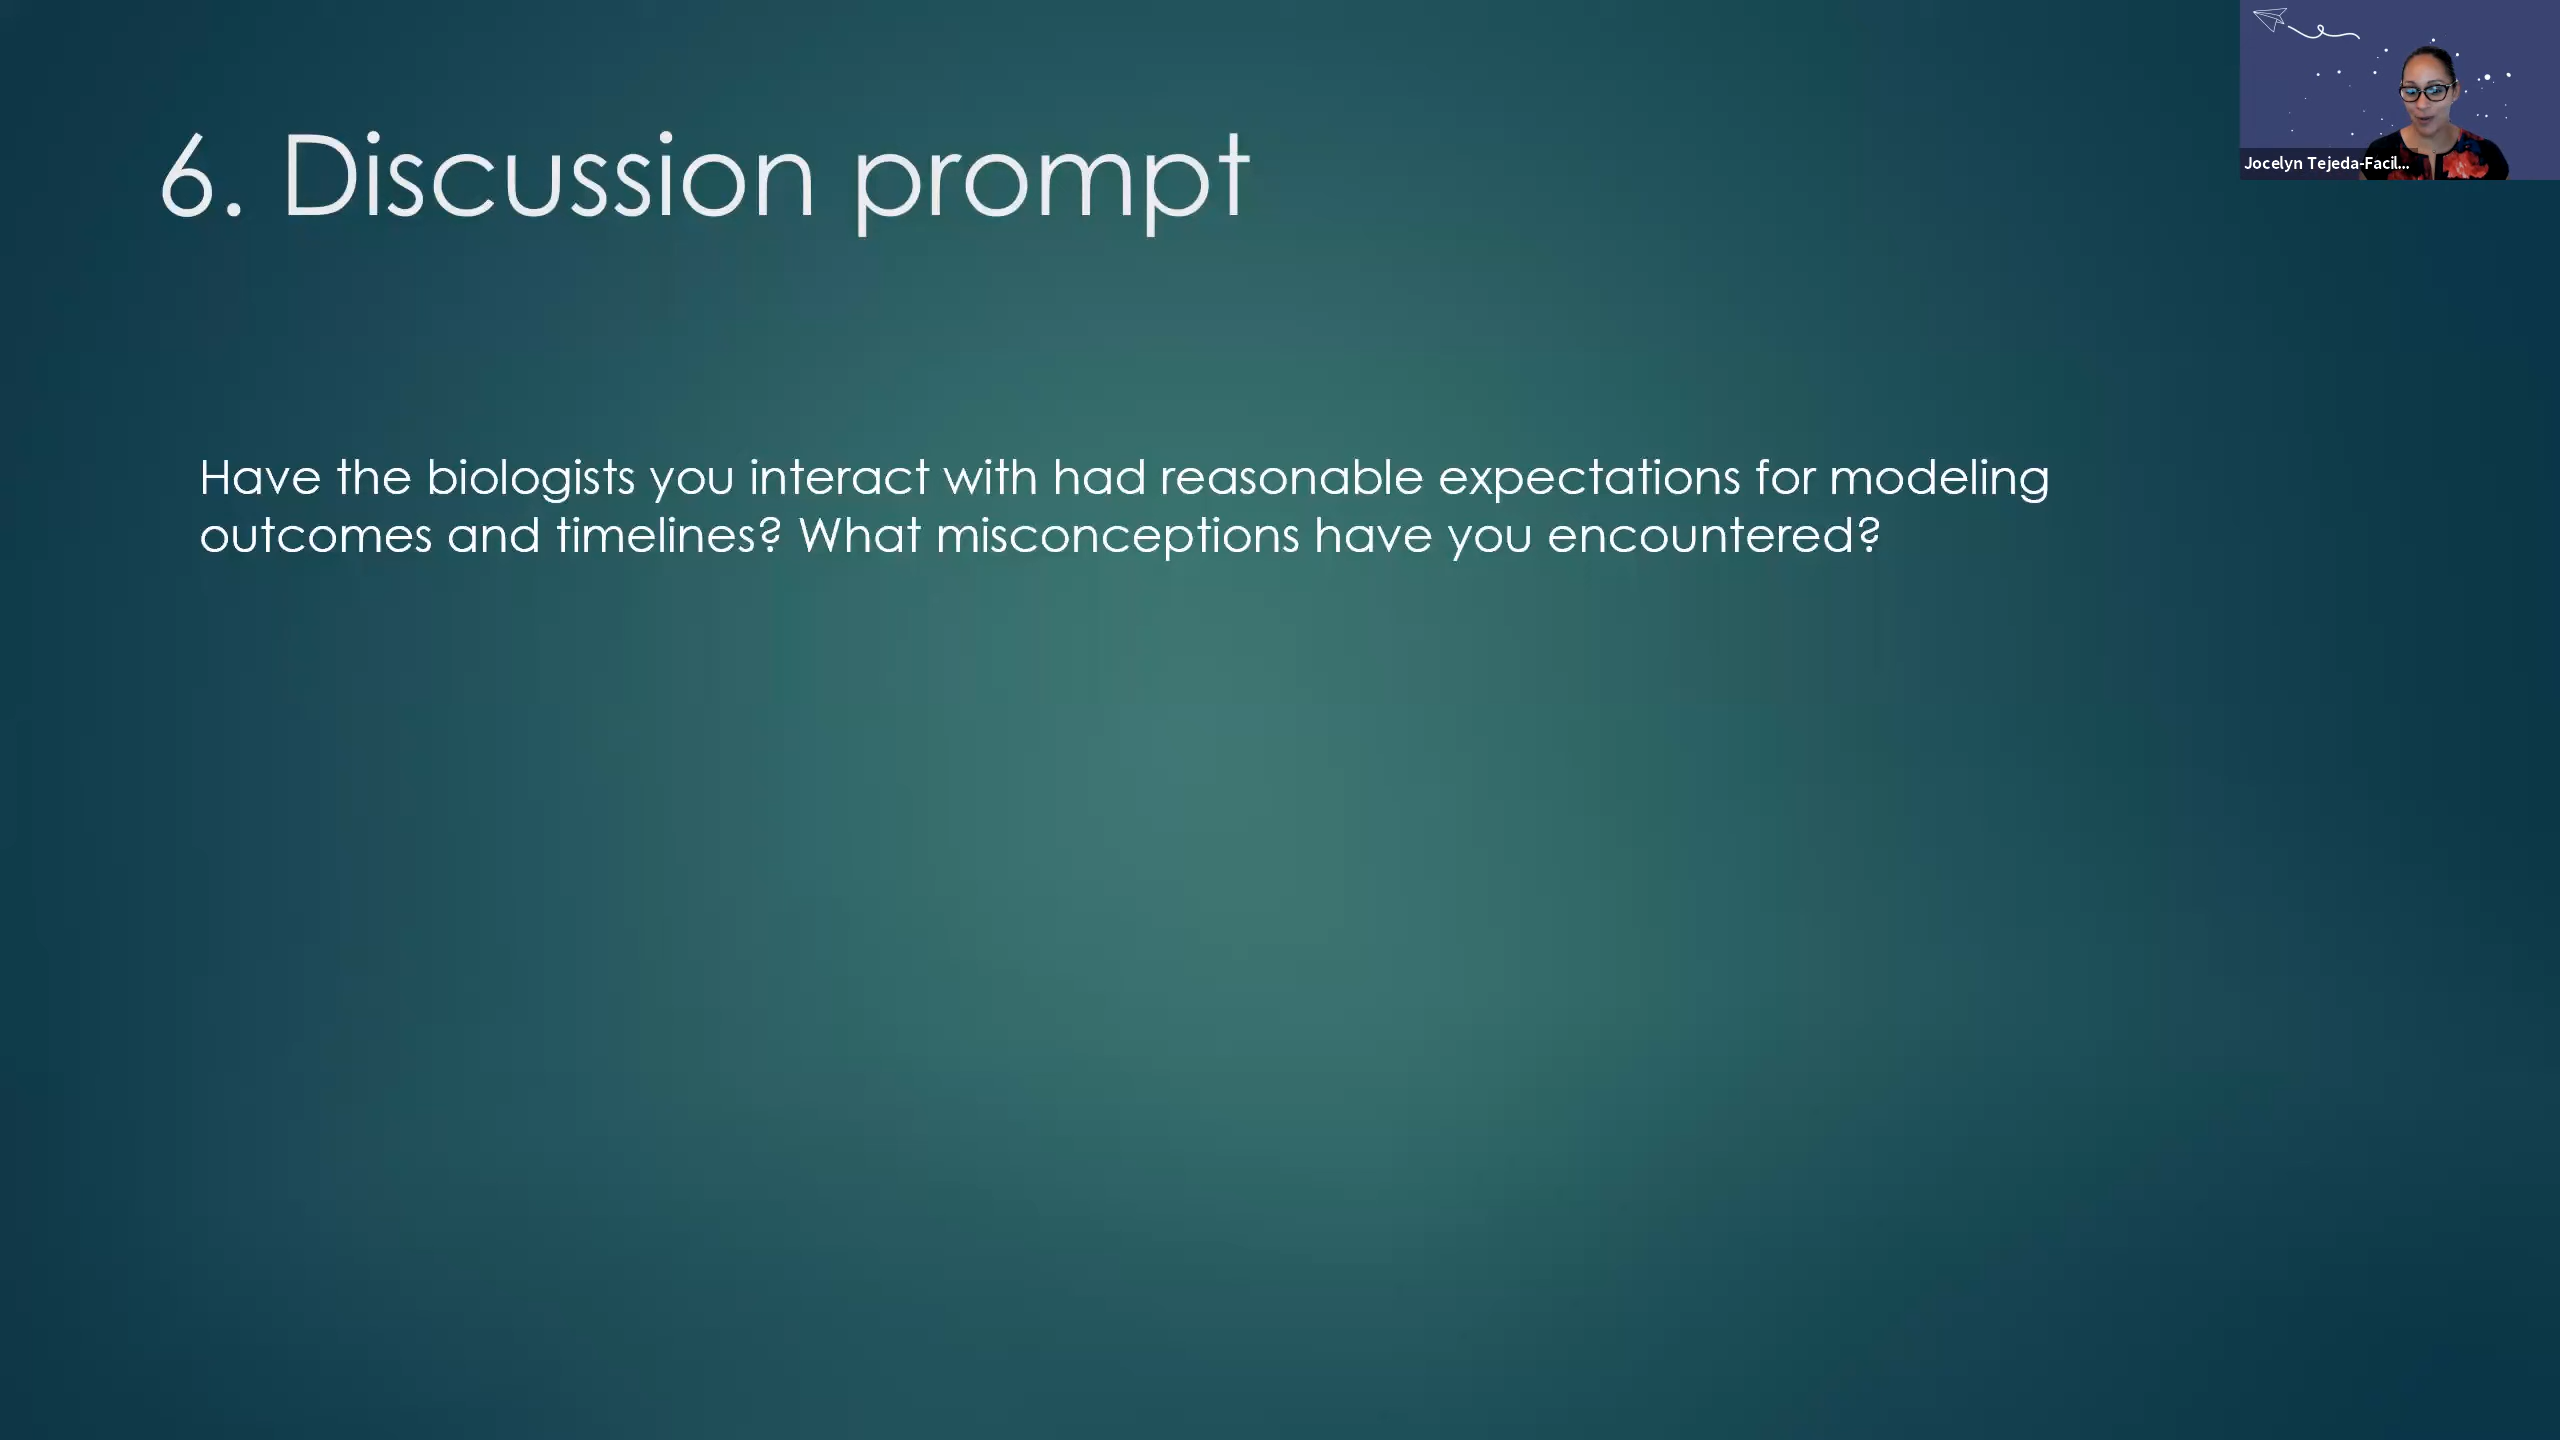 6. Discussion prompt
Have the biologists you interact with had reasonable expectations for modeling
outcomes and timelines? What misconceptions have you encountered?
Jocelyn Tejeda-Facil...